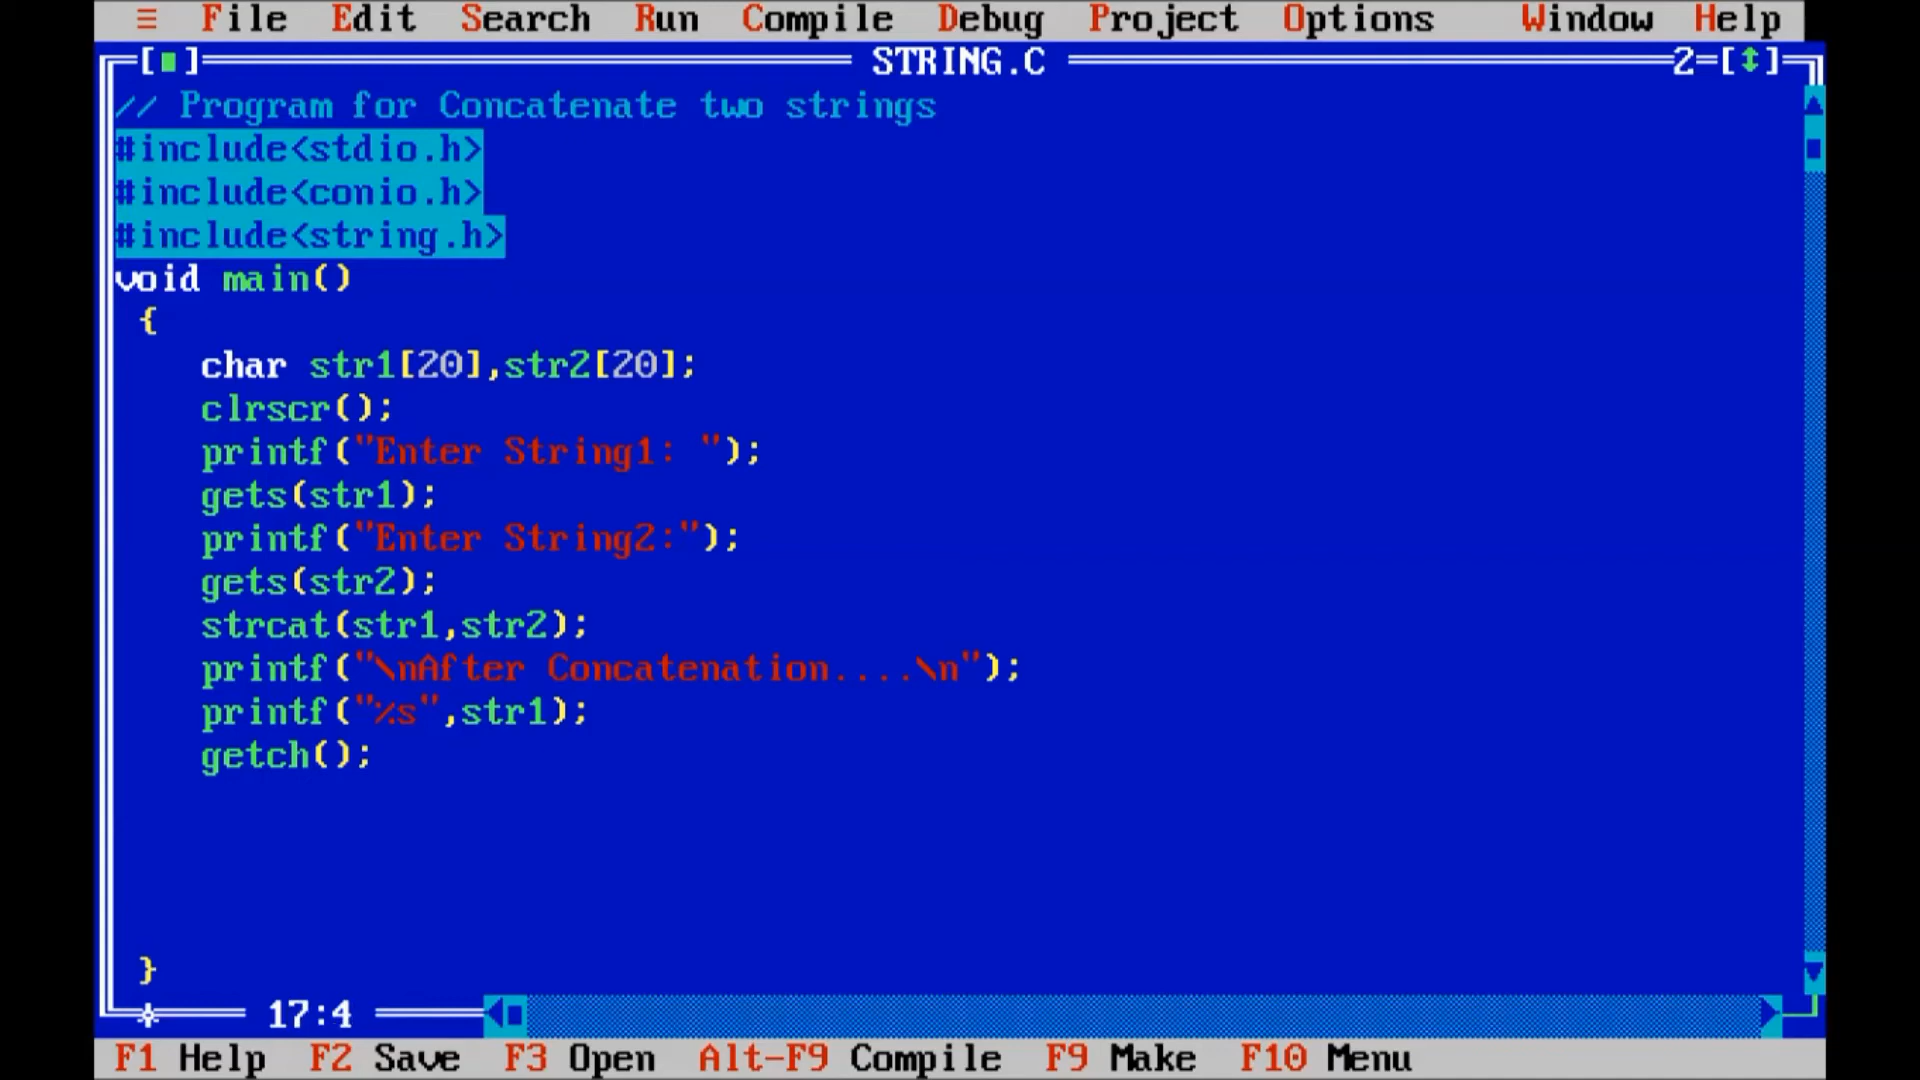 ≡ File Edit Search Run Compile Debug Project Options Window Help
[■] STRING.C 2=[↕]
// Program for Concatenate two strings
#include<stdio.h>
#include<conio.h>
#include<string.h>
void main()
{
char str1[20],str2[20];
clrscr();
printf("Enter String1: ");
gets(str1);
printf("Enter String2:");
gets(str2);
strcat(str1,str2);
printf("\nAfter Concatenation....\n");
printf("%s",str1);
getch();
}
17:4
F1 Help F2 Save F3 Open Alt-F9 Compile F9 Make F10 Menu